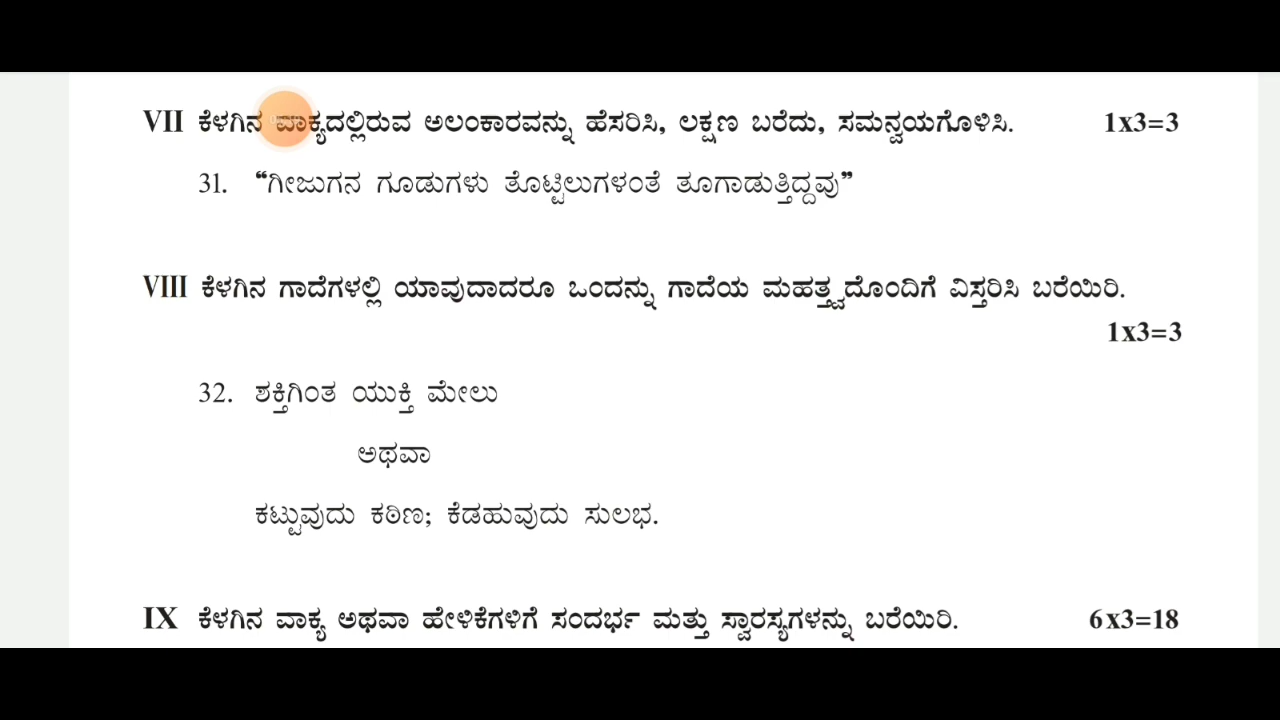 VII ಕೆಳಗಿನ ವಾಕ್ಯದಲ್ಲಿರುವ ಅಲಂಕಾರವನ್ನು ಹೆಸರಿಸಿ, ಲಕ್ಷಣ ಬರೆದು, ಸಮನ್ವಯಗೊಳಿಸಿ. 1x3=3
31. “ಗೀಜುಗನ ಗೂಡುಗಳು ತೊಟ್ಟಿಲುಗಳಂತೆ ತೂಗಾಡುತ್ತಿದ್ದವು”
VIII ಕೆಳಗಿನ ಗಾದೆಗಳಲ್ಲಿ ಯಾವುದಾದರೂ ಒಂದನ್ನು ಗಾದೆಯ ಮಹತ್ತ್ವದೊಂದಿಗೆ ವಿಸ್ತರಿಸಿ ಬರೆಯಿರಿ.
1x3=3
32. ಶಕ್ತಿಗಿಂತ ಯುಕ್ತಿ ಮೇಲು
ಅಥವಾ
ಕಟ್ಟುವುದು ಕಠಿಣ; ಕೆಡಹುವುದು ಸುಲಭ.
IX ಕೆಳಗಿನ ವಾಕ್ಯ ಅಥವಾ ಹೇಳಿಕೆಗಳಿಗೆ ಸಂದರ್ಭ ಮತ್ತು ಸ್ವಾರಸ್ಯಗಳನ್ನು ಬರೆಯಿರಿ. 6x3=18